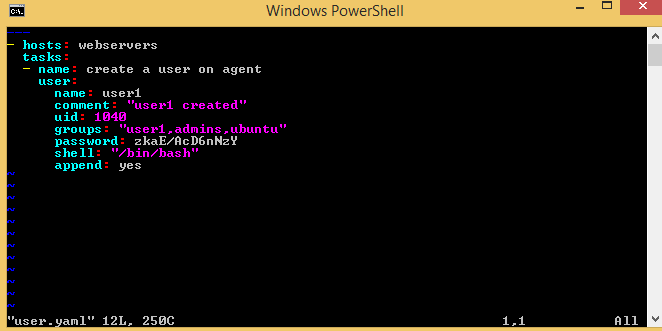 Windows PowerShell
---
- hosts: webservers
  tasks:
  - name: create a user on agent
    user:
      name: user1
      comment: "user1 created"
      uid: 1040
      groups: "user1,admins,ubuntu"
      password: zkaE/AcD6nNzY
      shell: "/bin/bash"
      append: yes
~
~
~
~
~
~
~
~
~
~
~
~
"user.yaml" 12L, 250C 1,1 All